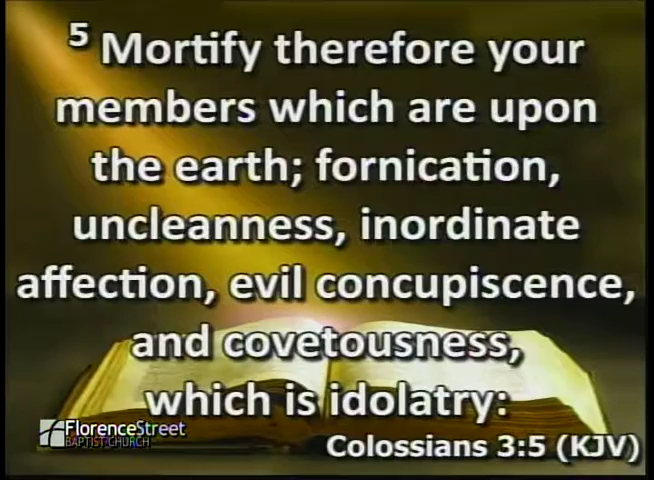 5 Mortify therefore your
members which are upon
the earth; fornication,
uncleanness, inordinate
affection, evil concupiscence,
and covetousness,
which is idolatry:
FlorenceStreet
BAPTIST CHURCH
Colossians 3:5 (KJV)